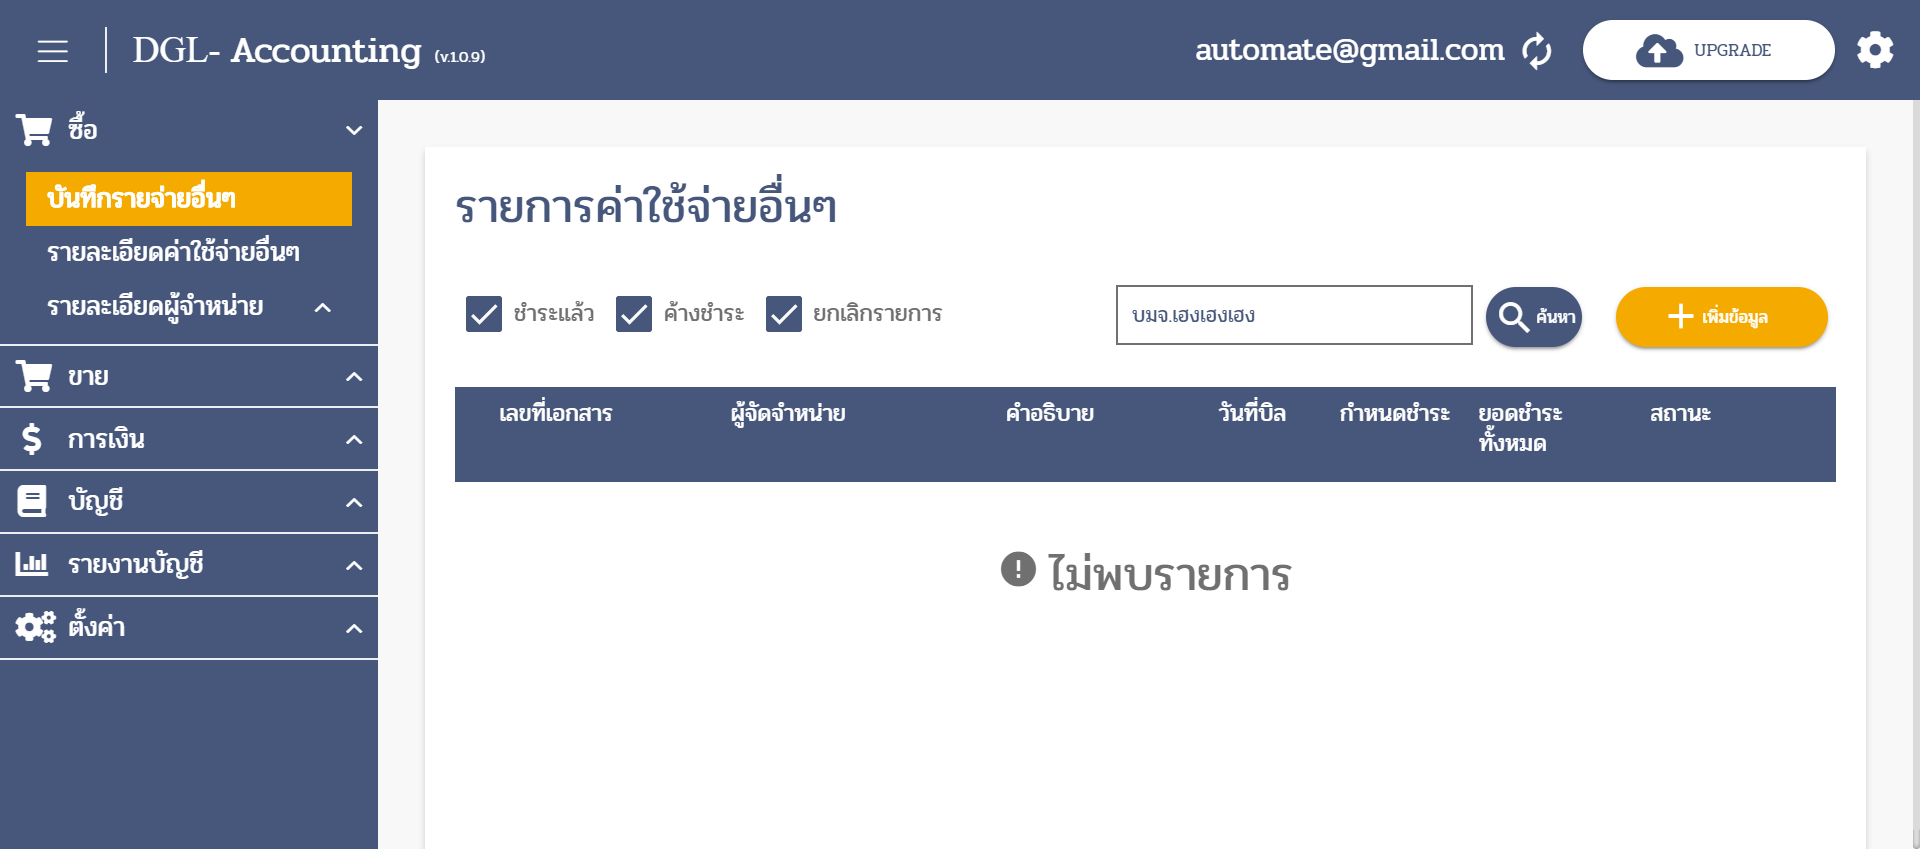 DGL- Accounting (v.1.0.9)
automate@gmail.com
UPGRADE
ซื้อ
บันทึกรายจ่ายอื่นๆ
รายละเอียดค่าใช้จ่ายอื่นๆ
รายละเอียดผู้จำหน่าย
ขาย
การเงิน
บัญชี
รายงานบัญชี
ตั้งค่า
รายการค่าใช้จ่ายอื่นๆ
ชำระแล้ว ค้างชำระ ยกเลิกรายการ
บมจ.เฮงเฮงเฮง
ค้นหา
เพิ่มข้อมูล
เลขที่เอกสาร ผู้จัดจำหน่าย คำอธิบาย วันที่บิล กำหนดชำระ ยอดชำระ สถานะ
ทั้งหมด
ไม่พบรายการ